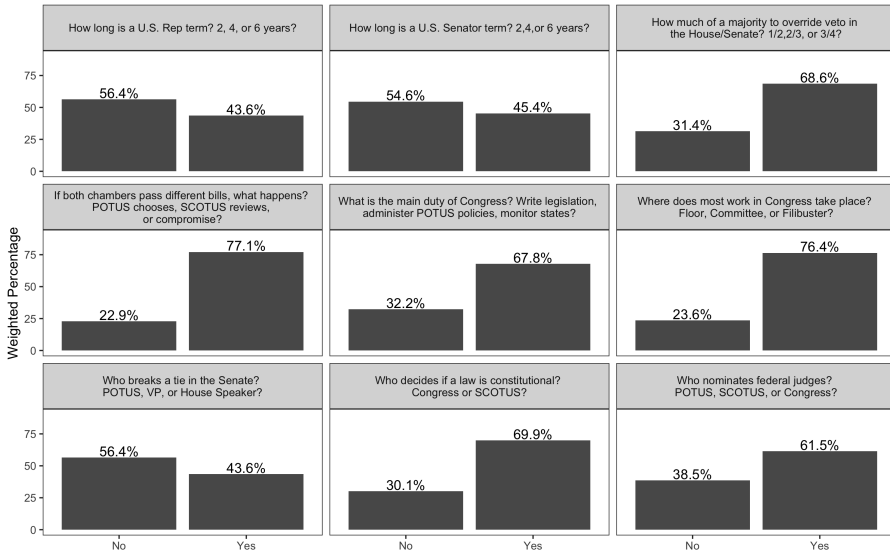 How long is a U.S. Rep term? 2, 4, or 6 years?
How long is a U.S. Senator term? 2,4,or 6 years?
How much of a majority to override veto in
the House/Senate? 1/2,2/3, or 3/4?
75
50
25
0
56.4%
43.6%
54.6%
45.4%
31.4%
68.6%
If both chambers pass different bills, what happens?
POTUS chooses, SCOTUS reviews,
or compromise?
What is the main duty of Congress? Write legislation,
administer POTUS policies, monitor states?
Where does most work in Congress take place?
Floor, Committee, or Filibuster?
Weighted Percentage
75
50
25
0
22.9%
77.1%
32.2%
67.8%
23.6%
76.4%
Who breaks a tie in the Senate?
POTUS, VP, or House Speaker?
Who decides if a law is constitutional?
Congress or SCOTUS?
Who nominates federal judges?
POTUS, SCOTUS, or Congress?
75
50
25
0
56.4%
43.6%
30.1%
69.9%
38.5%
61.5%
No
Yes
No
Yes
No
Yes